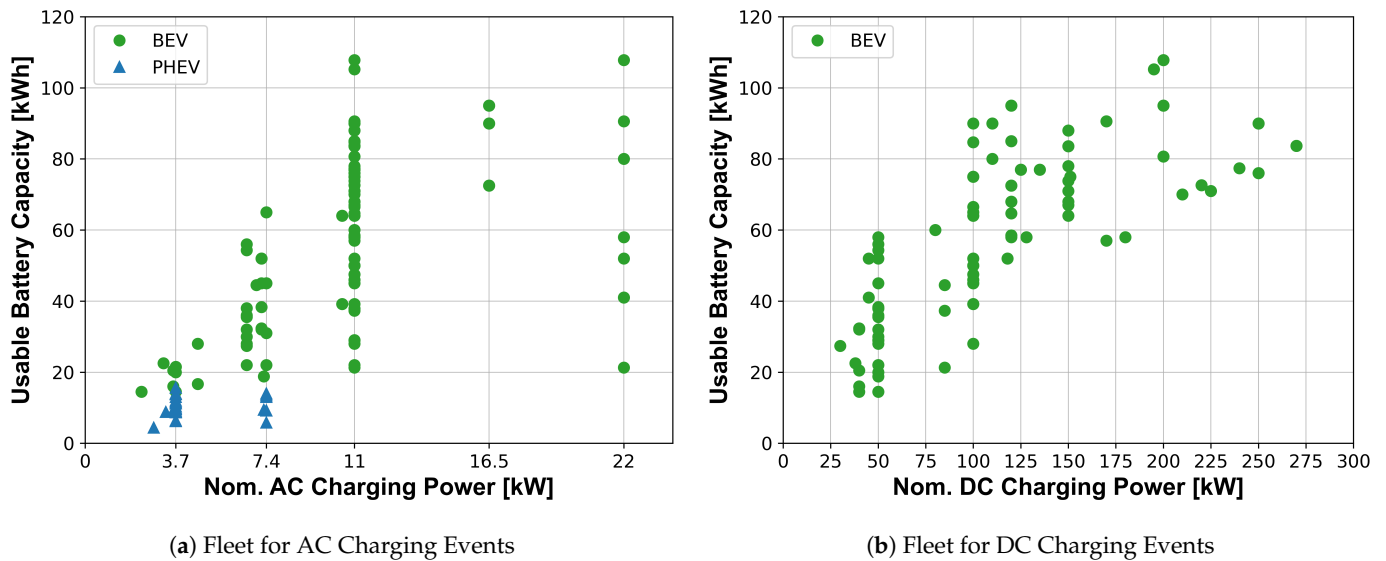 120
100
80
60
40
20
0
Usable Battery Capacity [kWh]
BEV
PHEV
0 3.7 7.4 11 16.5 22
Nom. AC Charging Power [kW]
(a) Fleet for AC Charging Events
120
100
80
60
40
20
0
Usable Battery Capacity [kWh]
BEV
0 25 50 75 100 125 150 175 200 225 250 275 300
Nom. DC Charging Power [kW]
(b) Fleet for DC Charging Events